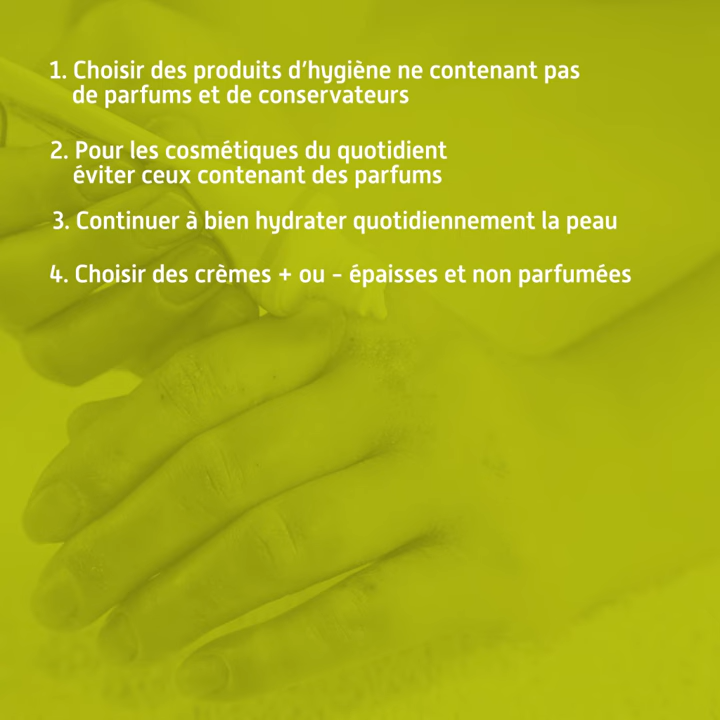 1. Choisir des produits d'hygiène ne contenant pas
de parfums et de conservateurs
2. Pour les cosmétiques du quotidient
éviter ceux contenant des parfums
3. Continuer à bien hydrater quotidiennement la peau
4. Choisir des crèmes + ou - épaisses et non parfumées